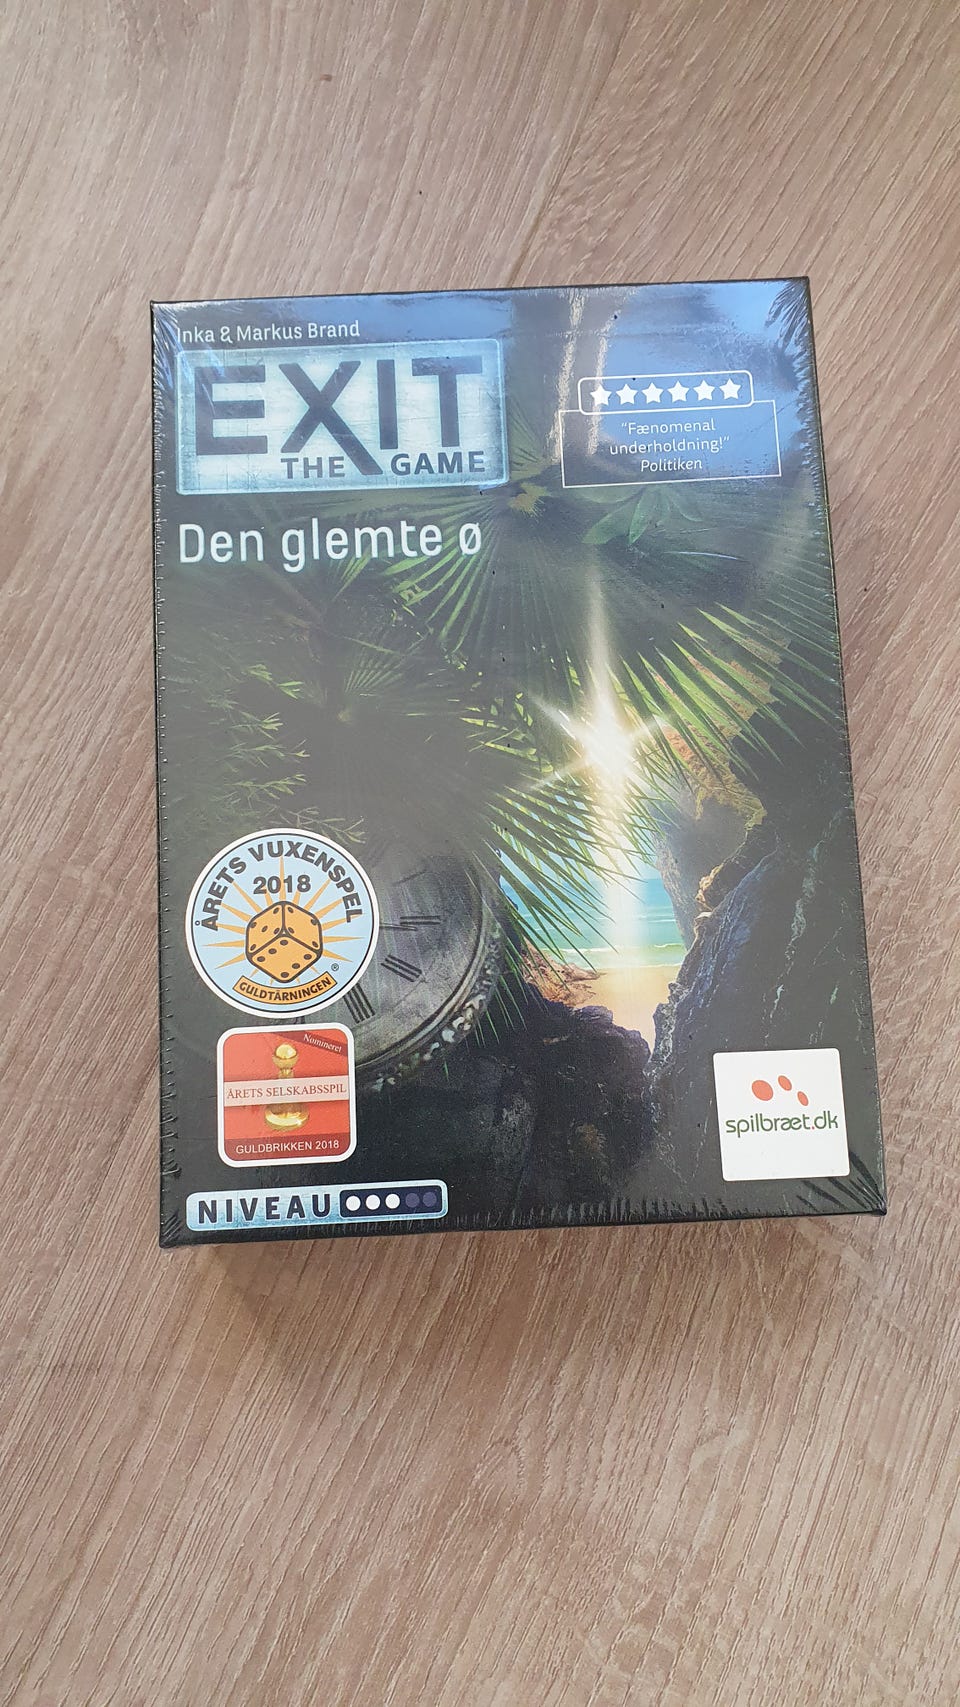 Inka & Markus Brand
EXIT
THE GAME
"Fænomenal
underholdning!"
Politiken
Den glemte ø
ÅRETS VUXENSPEL
2018
GULDTÄRNINGEN ®
Nomineret
ÅRETS SELSKABSSPIL
GULDBRIKKEN 2018
spilbræt.dk
NIVEAU